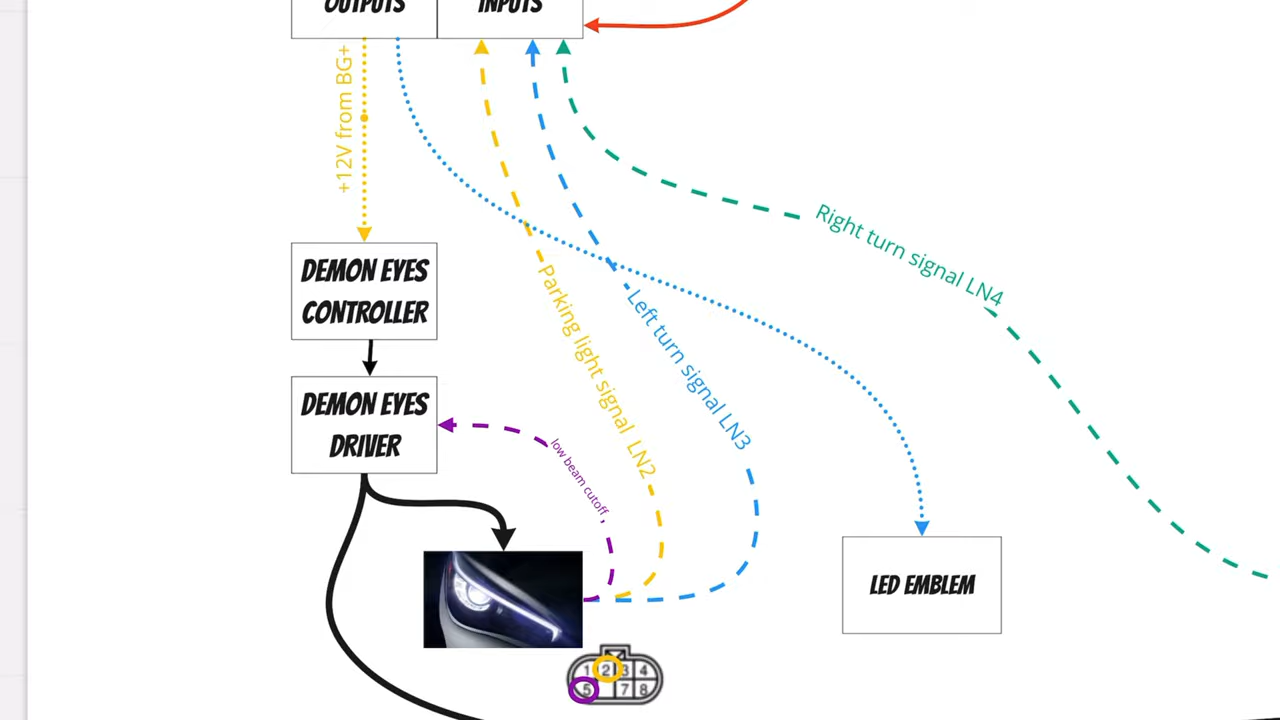 OUTPUTS
INPUTS
+12V from BG+
DEMON EYES
CONTROLLER
Right turn signal LN4
Parking light signal LN2
Left turn signal LN3
DEMON EYES
DRIVER
low beam cutoff
LED EMBLEM
1 2 3 4
5 7 8